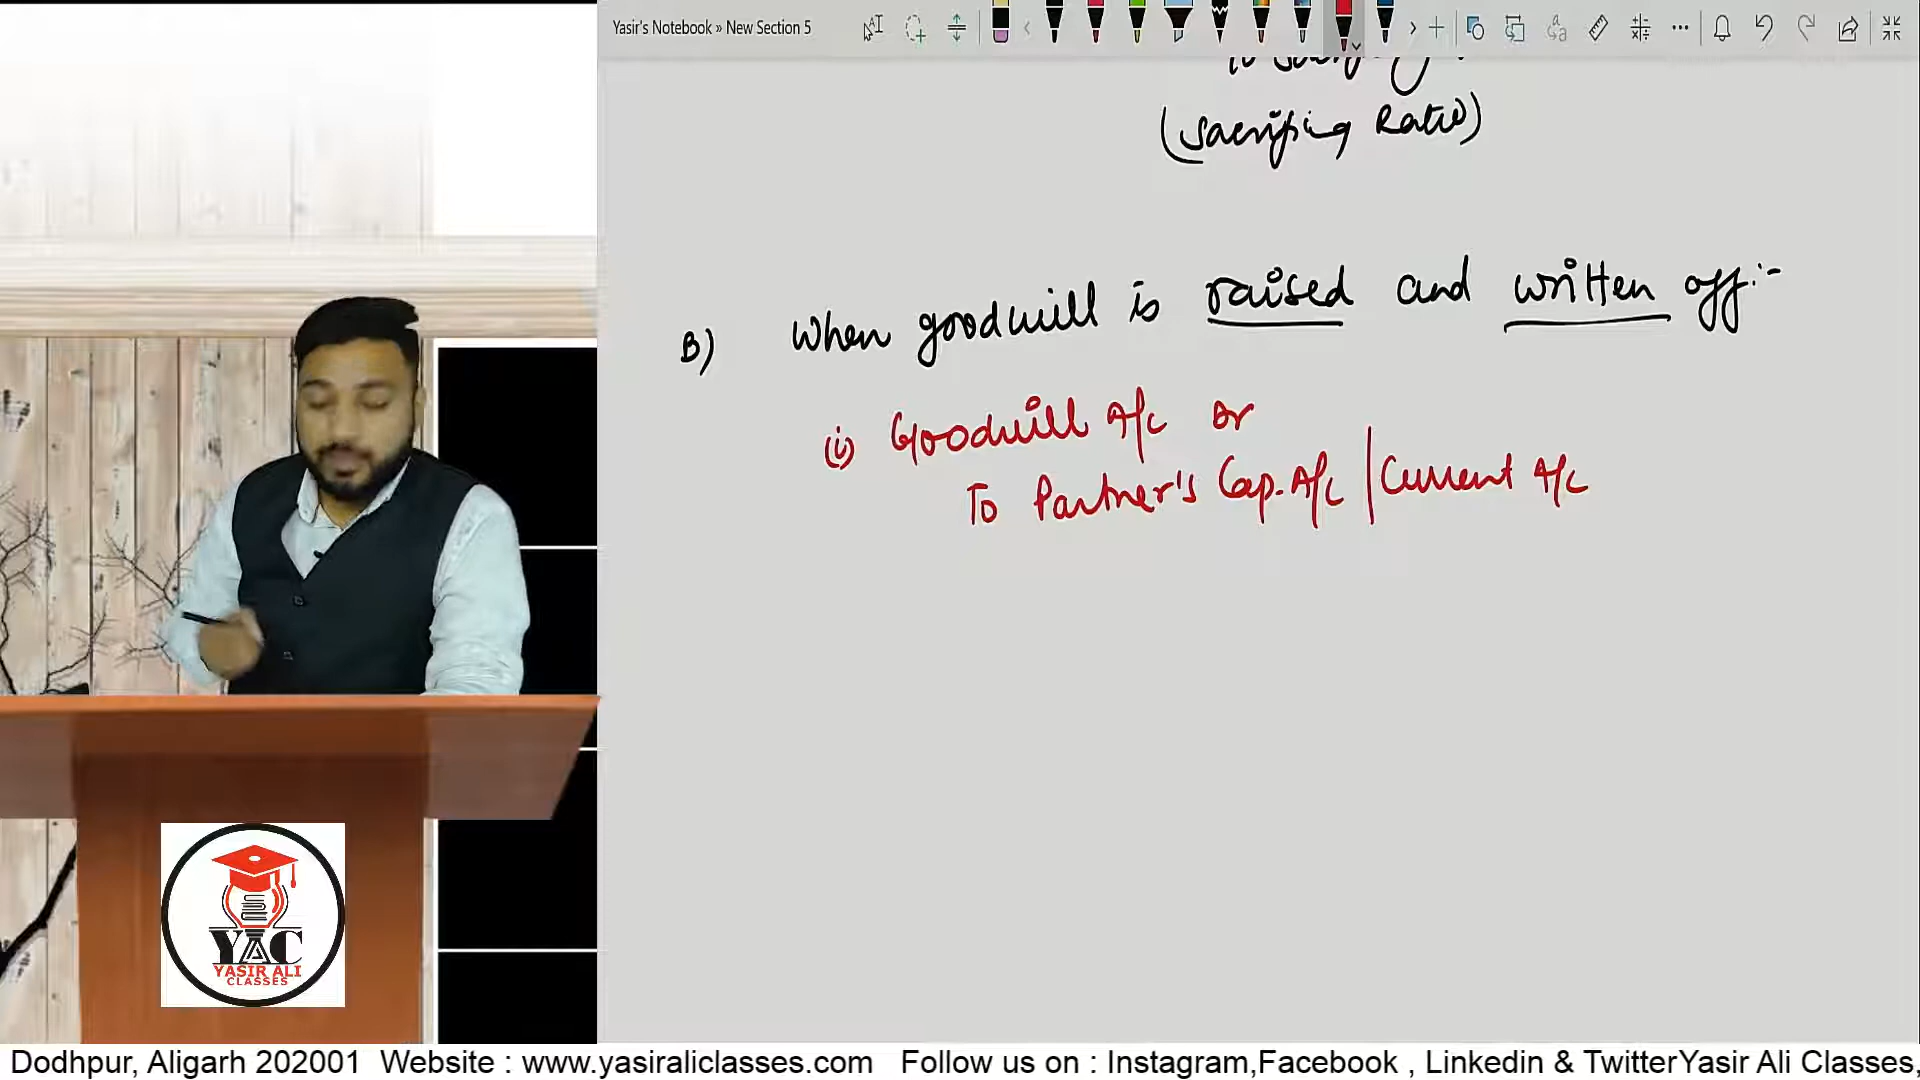 Yasir's Notebook » New Section 5
(Sacrificing Ratio)
B) When goodwill is raised and written off:-
(i) Goodwill A/c Dr
To Partner's Cap. A/c | Current A/c
YAC
YASIR ALI
CLASSES
Dodhpur, Aligarh 202001 Website : www.yasiraliclasses.com Follow us on : Instagram,Facebook , Linkedin & TwitterYasir Ali Classes,